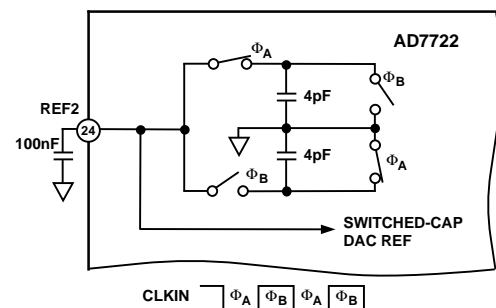 AD7722
ΦA
ΦB
4pF
REF2
24
100nF
4pF
ΦA
ΦB
SWITCHED-CAP
DAC REF
CLKIN ΦA ΦB ΦA ΦB